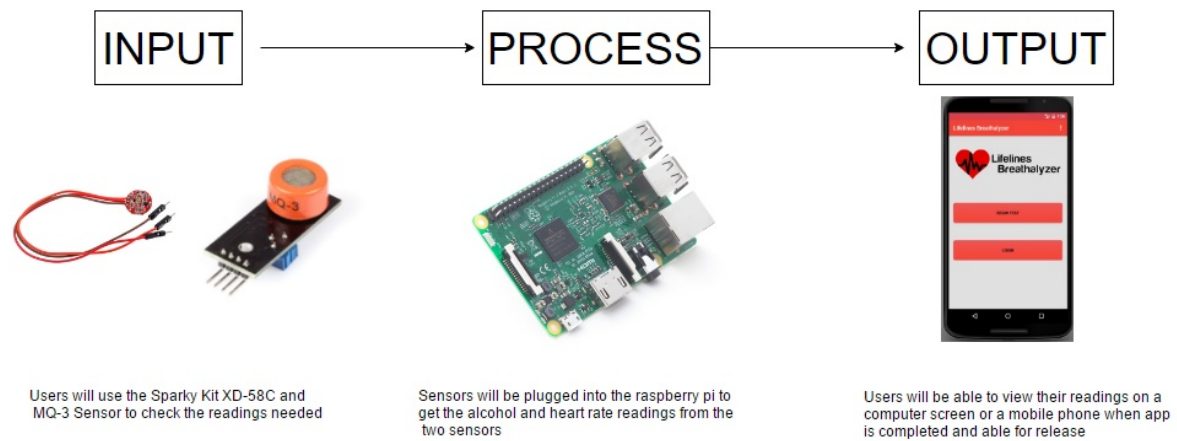 INPUT
PROCESS
OUTPUT
MQ-3
HDMI
Lifelines Breathalyzer
Lifelines
Breathalyzer
LOGIN
Users will use the Sparky Kit XD-58C and
MQ-3 Sensor to check the readings needed
Sensors will be plugged into the raspberry pi to
get the alcohol and heart rate readings from the
two sensors
Users will be able to view their readings on a
computer screen or a mobile phone when app
is completed and able for release